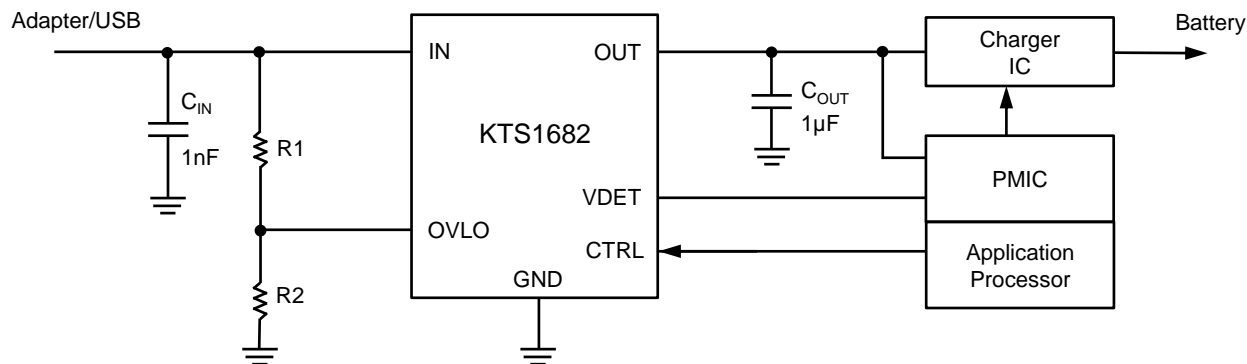 Adapter/USB
Battery
IN
OUT
Charger
IC
C_IN
1nF
R1
KTS1682
C_OUT
1µF
PMIC
VDET
OVLO
CTRL
Application
Processor
GND
R2